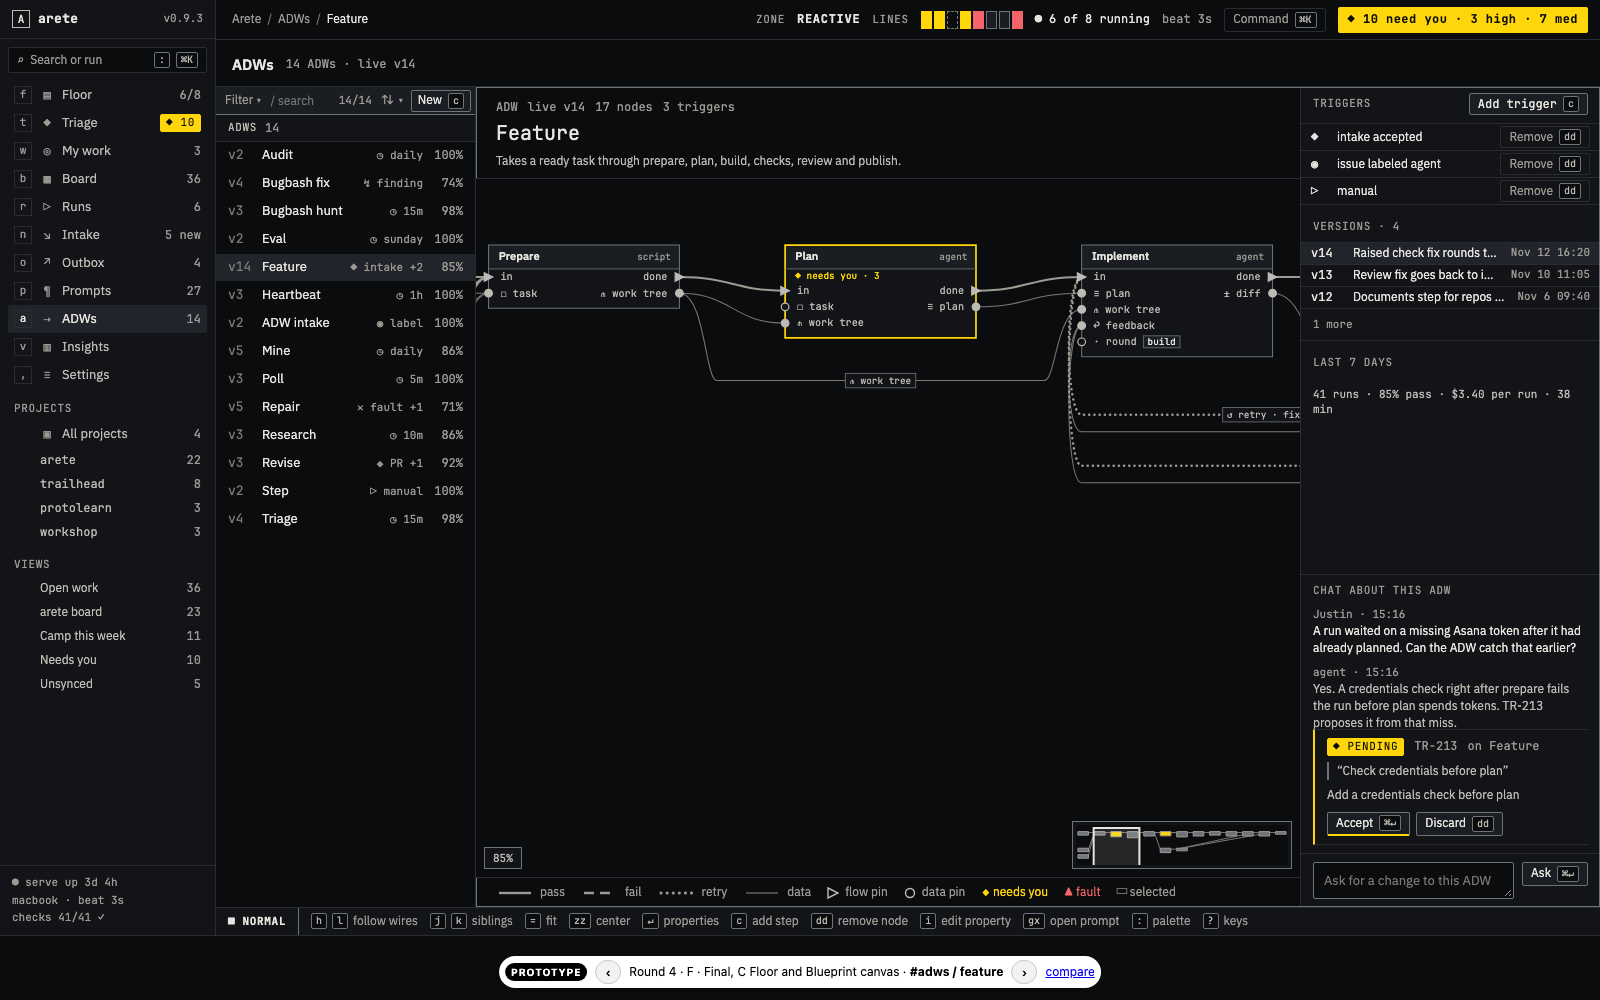 A arete v0.9.3
Search or run : ⌘K
f Floor 6/8
t Triage 10
w My work 3
b Board 36
r Runs 6
n Intake 5 new
o Outbox 4
p Prompts 27
a ADWs 14
v Insights
, Settings
PROJECTS
All projects 4
arete 22
trailhead 8
protolearn 3
workshop 3
VIEWS
Open work 36
arete board 23
Camp this week 11
Needs you 10
Unsynced 5
serve up 3d 4h
macbook · beat 3s
checks 41/41 ✓
Arete / ADWs / Feature
ZONE REACTIVE LINES 6 of 8 running beat 3s Command ⌘K ◆ 10 need you · 3 high · 7 med
ADWs 14 ADWs · live v14
Filter / search 14/14 New c
ADWS 14
v2 Audit daily 100%
v4 Bugbash fix finding 74%
v3 Bugbash hunt 15m 98%
v2 Eval sunday 100%
v14 Feature intake +2 85%
v3 Heartbeat 1h 100%
v2 ADW intake label 100%
v5 Mine daily 86%
v3 Poll 5m 100%
v5 Repair fault +1 71%
v3 Research 10m 86%
v3 Revise PR +1 92%
v2 Step manual 100%
v4 Triage 15m 98%
ADW live v14 17 nodes 3 triggers
Feature
Takes a ready task through prepare, plan, build, checks, review and publish.
Prepare script
in done
task work tree
Plan agent
needs you · 3
in done
task plan
work tree
Implement agent
in done
plan diff
work tree
feedback
round build
work tree
retry · fix
85%
pass fail retry data flow pin data pin needs you fault selected
TRIGGERS Add trigger c
intake accepted Remove dd
issue labeled agent Remove dd
manual Remove dd
VERSIONS · 4
v14 Raised check fix rounds t... Nov 12 16:20
v13 Review fix goes back to i... Nov 10 11:05
v12 Documents step for repos ... Nov 6 09:40
1 more
LAST 7 DAYS
41 runs · 85% pass · $3.40 per run · 38
min
CHAT ABOUT THIS ADW
Justin · 15:16
A run waited on a missing Asana token after it had
already planned. Can the ADW catch that earlier?
agent · 15:16
Yes. A credentials check right after prepare fails
the run before plan spends tokens. TR-213
proposes it from that miss.
◆ PENDING TR-213 on Feature
“Check credentials before plan”
Add a credentials check before plan
Accept ⌘↵ Discard dd
Ask for a change to this ADW Ask ⌘↵
NORMAL h l follow wires j k siblings = fit zz center ↵ properties c add step dd remove node i edit property gx open prompt : palette ? keys
PROTOTYPE ‹ Round 4 · F · Final, C Floor and Blueprint canvas · #adws / feature › compare